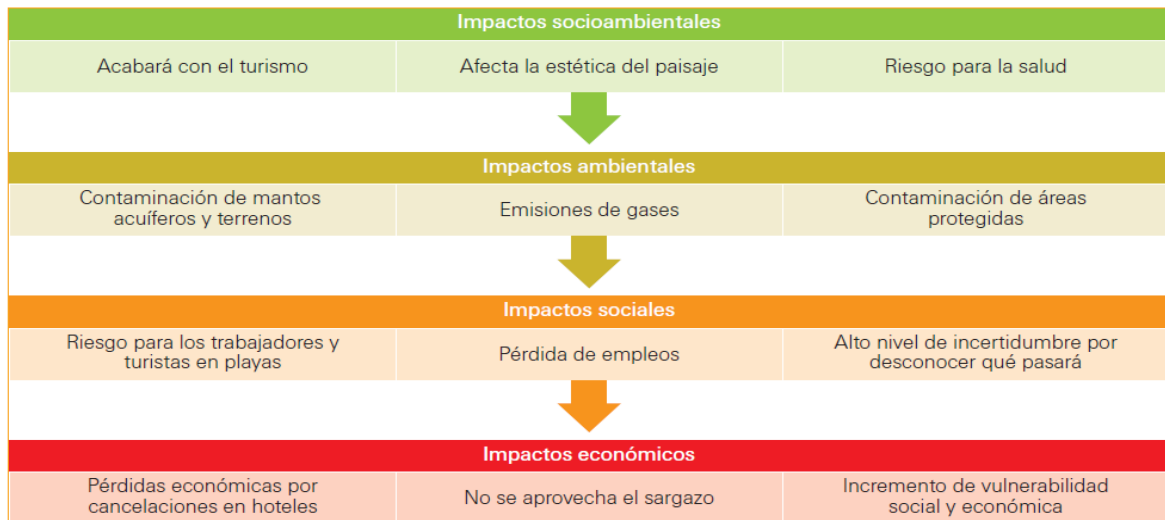 Impactos socioambientales
Acabará con el turismo
Afecta la estética del paisaje
Riesgo para la salud
Impactos ambientales
Contaminación de mantos
acuíferos y terrenos
Emisiones de gases
Contaminación de áreas
protegidas
Impactos sociales
Riesgo para los trabajadores y
turistas en playas
Pérdida de empleos
Alto nivel de incertidumbre por
desconocer qué pasará
Impactos económicos
Pérdidas económicas por
cancelaciones en hoteles
No se aprovecha el sargazo
Incremento de vulnerabilidad
social y económica